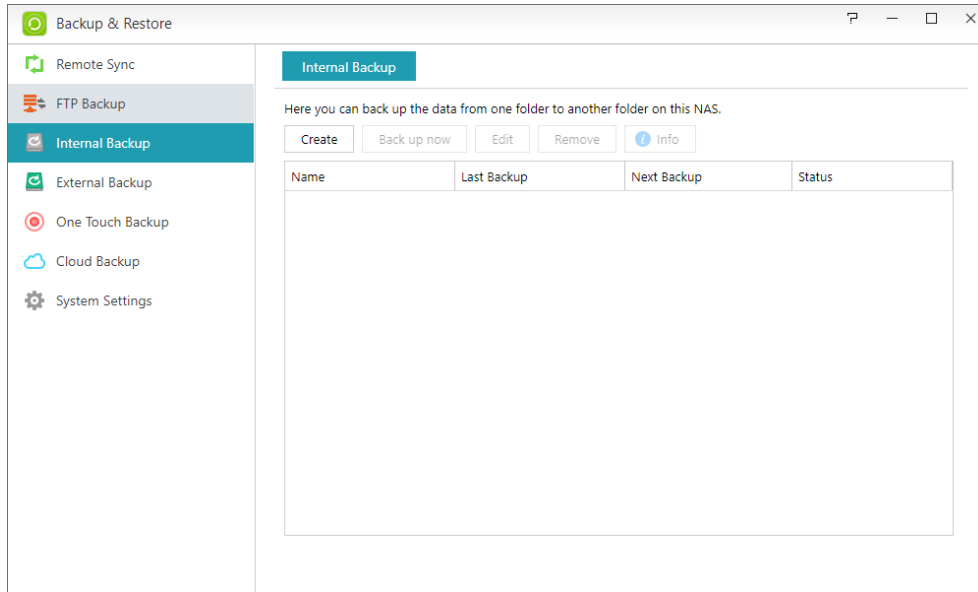 Backup & Restore
Remote Sync
FTP Backup
Internal Backup
External Backup
One Touch Backup
Cloud Backup
System Settings
Internal Backup
Here you can back up the data from one folder to another folder on this NAS.
Create Back up now Edit Remove Info
Name Last Backup Next Backup Status